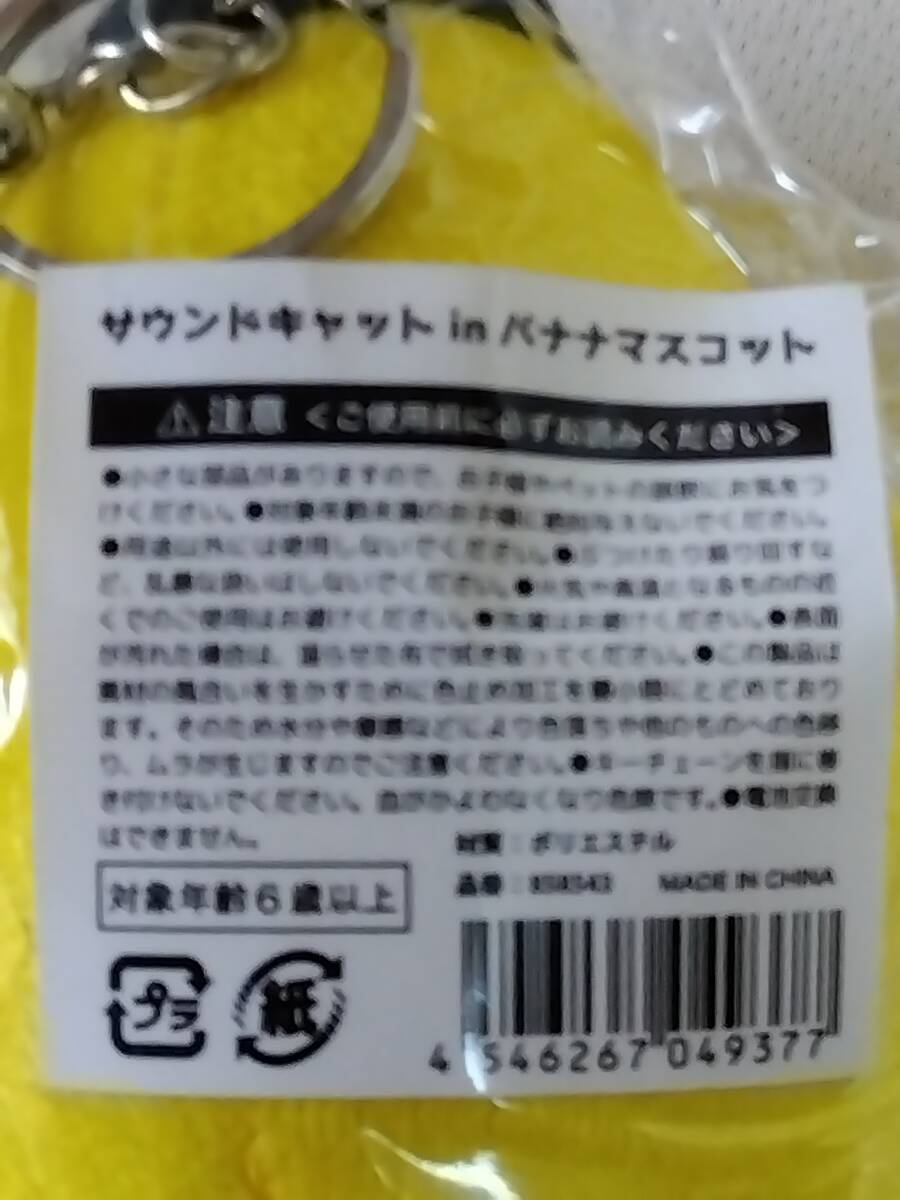 サウンドキャット in バナナマスコット
⚠注意 <ご使用前に必ずお読みください>
●小さな部品がありますので、お子様やペットの誤飲にお気をつ
けください。●対象年齢未満のお子様に絶対与えないでください。
●用途以外には使用しないでください。●ぶつけたり振り回すな
ど、乱暴な扱いはしないでください。●火気や高温となるものの近
くでのご使用はお避けください。●洗濯はお避けください。●表面
が汚れた場合は、湿らせた布で拭き取ってください。●この製品は
素材の風合いを生かすために色止め加工を最小限にとどめており
ます。そのため水分や摩擦などにより色落ちや他のものへの色移
り、ムラが生じますのでご注意ください。●キーチェーンを指に巻
き付けないでください。血がかよわなくなり危険です。●電池交換
はできません。
材質：ポリエステル
品番： MADE IN CHINA
対象年齢6歳以上
プラ 紙
4 546267 049377